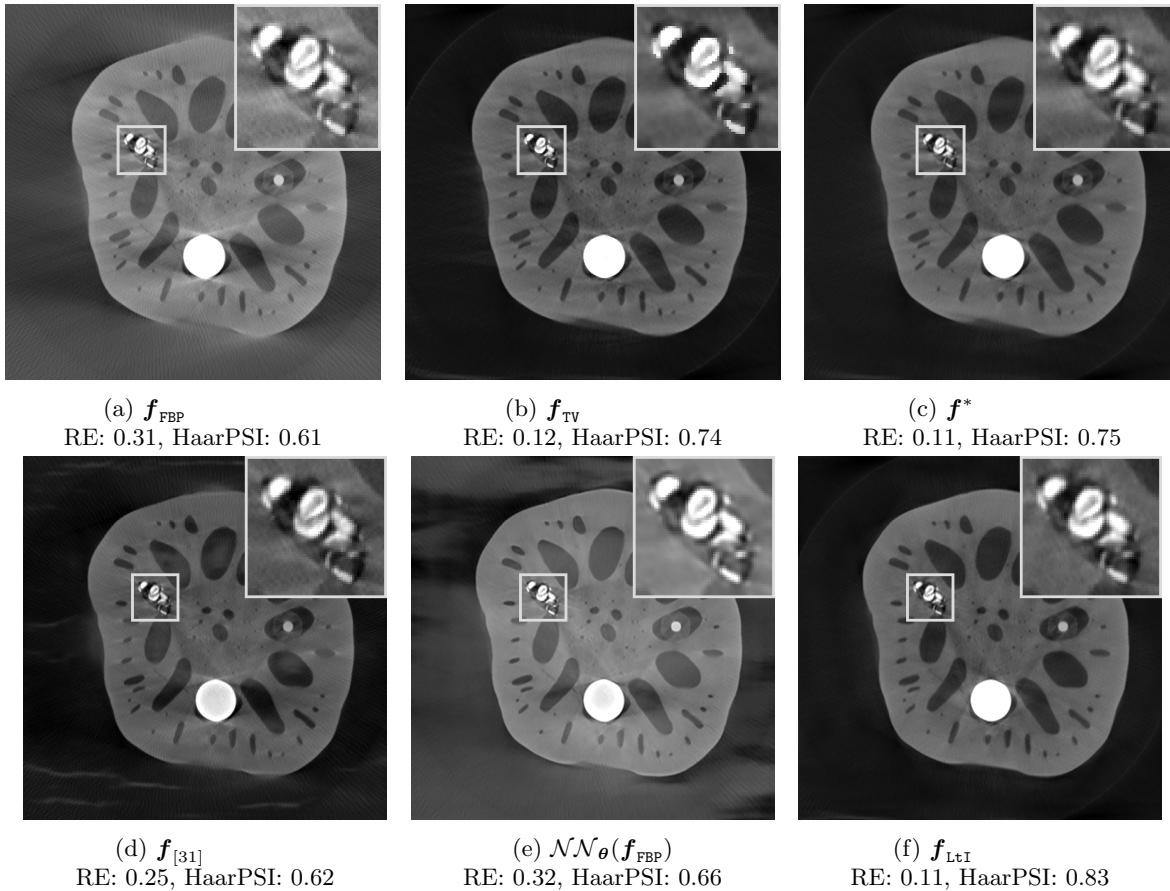 (a) f_FBP
RE: 0.31, HaarPSI: 0.61
(b) f_TV
RE: 0.12, HaarPSI: 0.74
(c) f*
RE: 0.11, HaarPSI: 0.75
(d) f_[31]
RE: 0.25, HaarPSI: 0.62
(e) 𝒩𝒩_θ(f_FBP)
RE: 0.32, HaarPSI: 0.66
(f) f_LtI
RE: 0.11, HaarPSI: 0.83